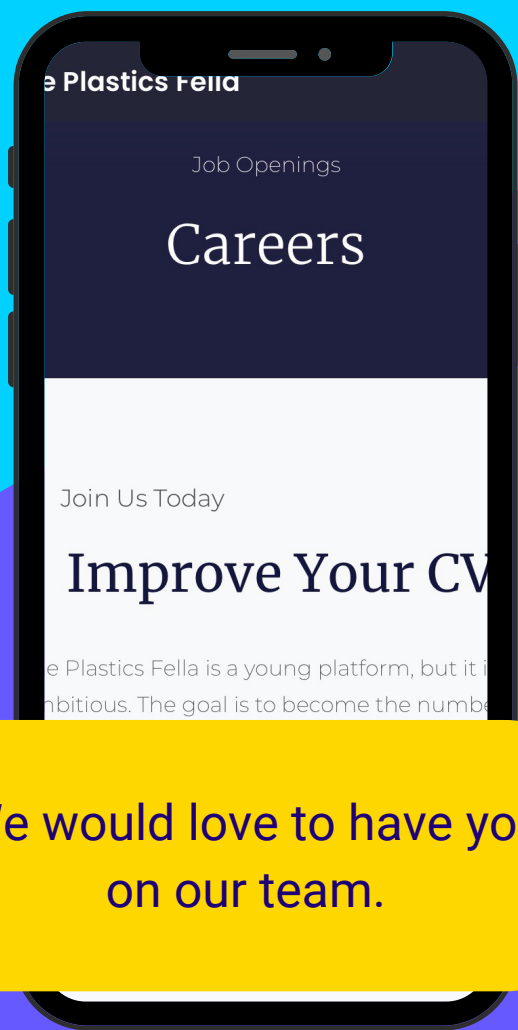 e Plastics Fella
Job Openings
Careers
Join Us Today
Improve Your CV
e Plastics Fella is a young platform, but it i
mbitious. The goal is to become the numbe
e would love to have yo
on our team.